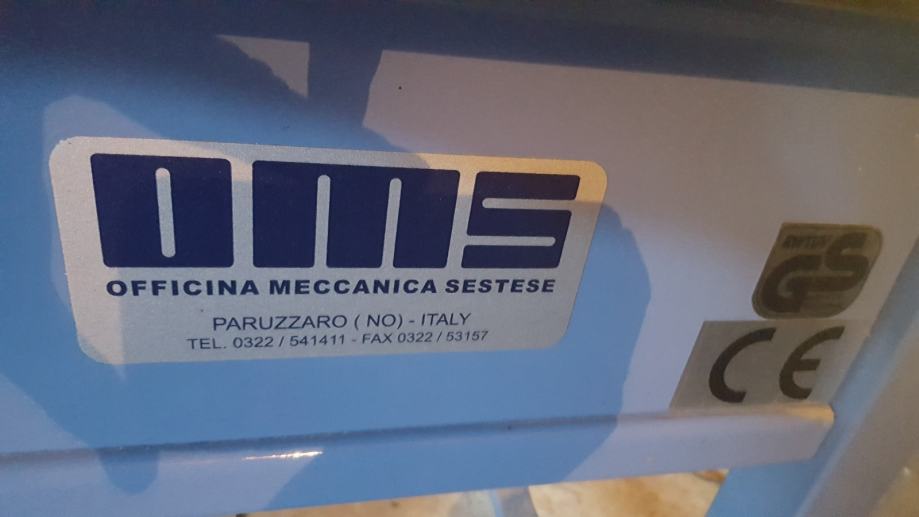 OMS
OFFICINA MECCANICA SESTESE
PARUZZARO ( NO) - ITALY
TEL. 0322 / 541411 - FAX 0322 / 53157
GS
CE